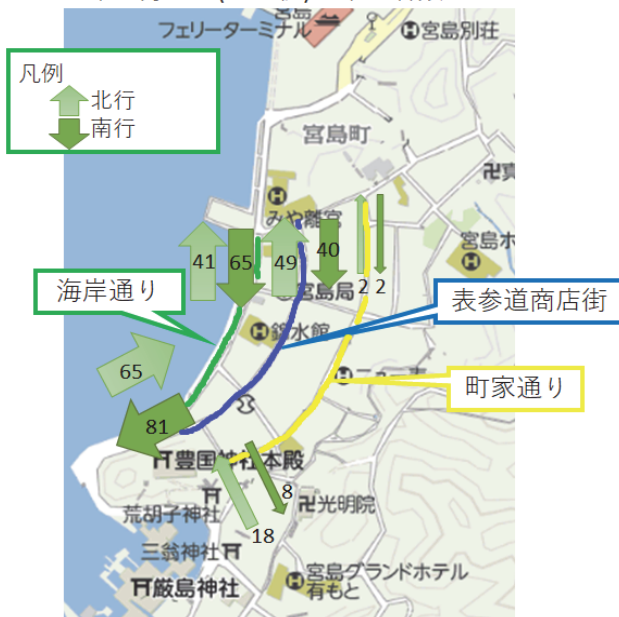 フェリーターミナル
宮島別荘
凡例
北行
南行
宮島町
みや離宮
41
65
49
40
2
2
宮島局
海岸通り
表参道商店街
錦水館
65
町家通り
81
豊国神社本殿
8
荒胡子神社
光明院
18
三翁神社
厳島神社
宮島グランドホテル
有もと